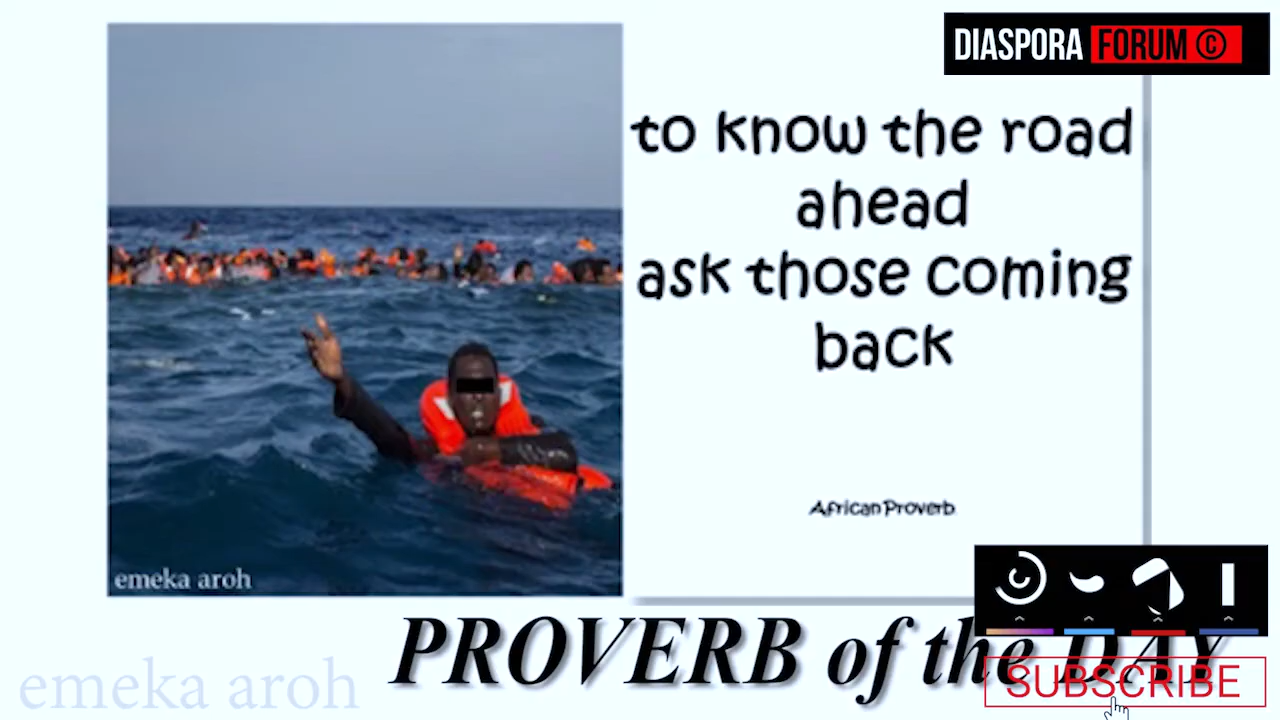 DIASPORA FORUM ©
to know the road
ahead
ask those coming
back
African Proverb
emeka aroh
PROVERB of the DAY
emeka aroh
SUBSCRIBE